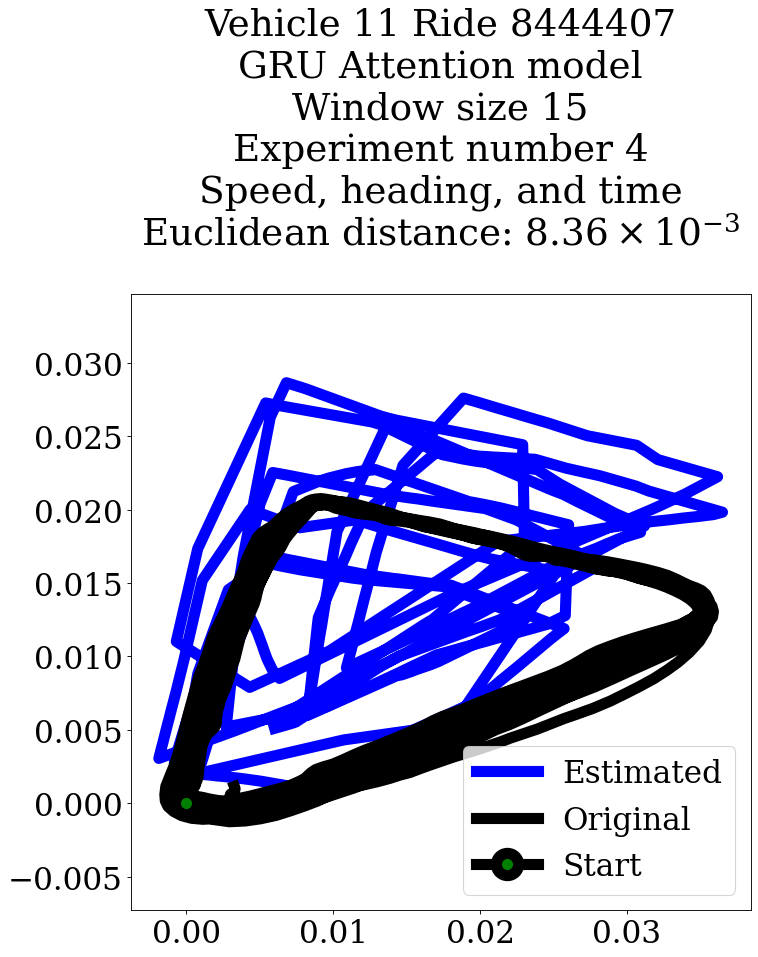 Vehicle 11 Ride 8444407
GRU Attention model
Window size 15
Experiment number 4
Speed, heading, and time
Euclidean distance: 8.36 × 10⁻³
0.030
0.025
0.020
0.015
0.010
0.005
0.000
−0.005
Estimated
Original
Start
0.00 0.01 0.02 0.03